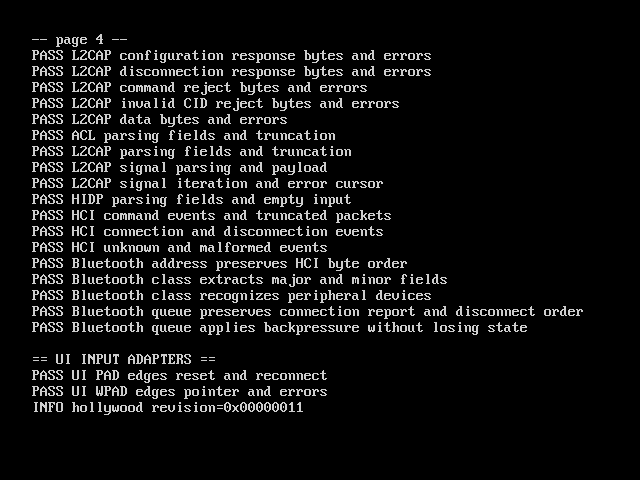 -- page 4 --
PASS L2CAP configuration response bytes and errors
PASS L2CAP disconnection response bytes and errors
PASS L2CAP command reject bytes and errors
PASS L2CAP invalid CID reject bytes and errors
PASS L2CAP data bytes and errors
PASS ACL parsing fields and truncation
PASS L2CAP parsing fields and truncation
PASS L2CAP signal parsing and payload
PASS L2CAP signal iteration and error cursor
PASS HIDP parsing fields and empty input
PASS HCI command events and truncated packets
PASS HCI connection and disconnection events
PASS HCI unknown and malformed events
PASS Bluetooth address preserves HCI byte order
PASS Bluetooth class extracts major and minor fields
PASS Bluetooth class recognizes peripheral devices
PASS Bluetooth queue preserves connection report and disconnect order
PASS Bluetooth queue applies backpressure without losing state
== UI INPUT ADAPTERS ==
PASS UI PAD edges reset and reconnect
PASS UI WPAD edges pointer and errors
INFO hollywood revision=0x00000011